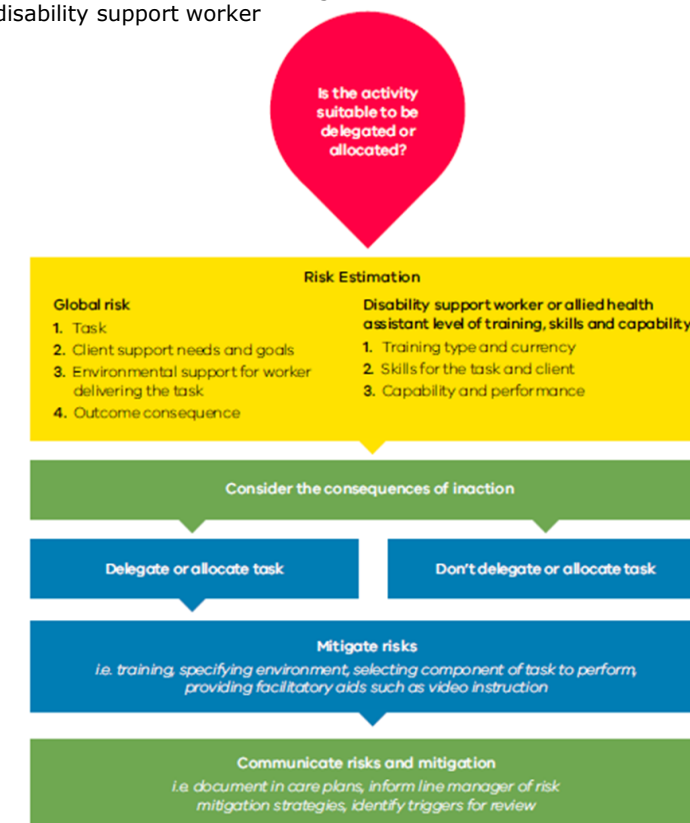 disability support worker
Is the activity
suitable to be
delegated or
allocated?
Risk Estimation
Global risk
1. Task
2. Client support needs and goals
3. Environmental support for worker
delivering the task
4. Outcome consequence
Disability support worker or allied health
assistant level of training, skills and capability
1. Training type and currency
2. Skills for the task and client
3. Capability and performance
Consider the consequences of inaction
Delegate or allocate task
Don't delegate or allocate task
Mitigate risks
i.e. training, specifying environment, selecting component of task to perform,
providing facilitatory aids such as video instruction
Communicate risks and mitigation
i.e document in care plans, inform line manager of risk
mitigation strategies, identify triggers for review